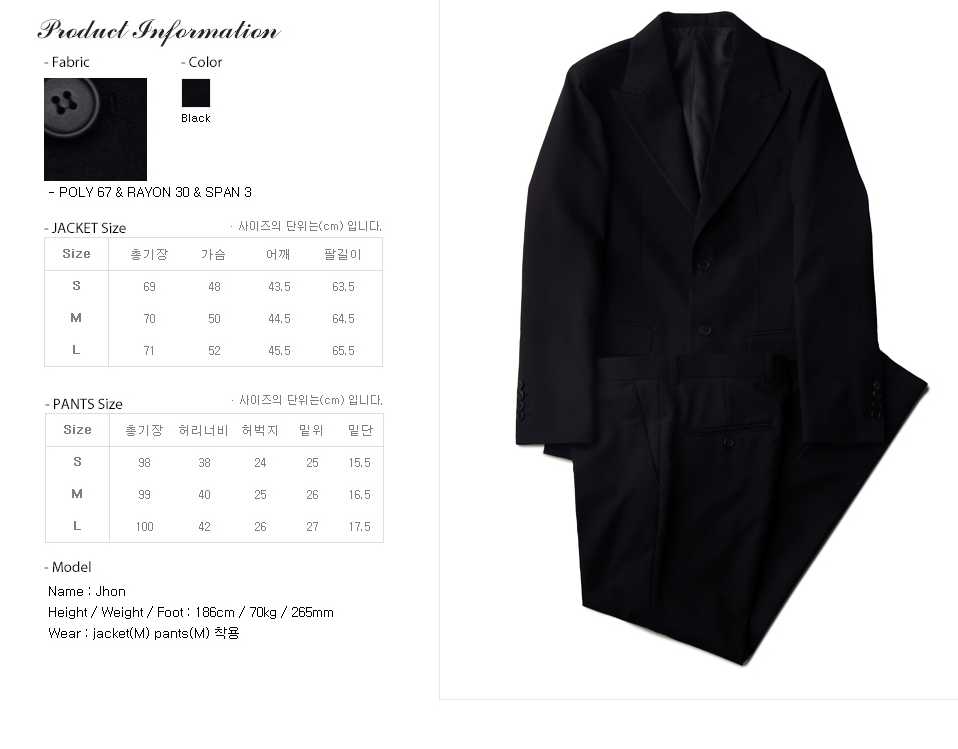 Product Information
- Fabric
- Color
Black
- POLY 67 & RAYON 30 & SPAN 3
- JACKET Size
· 사이즈의 단위는(cm) 입니다.
Size 총기장 가슴 어깨 팔길이
S 69 48 43.5 63.5
M 70 50 44.5 64.5
L 71 52 45.5 65.5
- PANTS Size
· 사이즈의 단위는(cm) 입니다.
Size 총기장 허리너비 허벅지 밑위 밑단
S 98 38 24 25 15.5
M 99 40 25 26 16.5
L 100 42 26 27 17.5
- Model
Name : Jhon
Height / Weight / Foot : 186cm / 70kg / 265mm
Wear : jacket(M) pants(M) 착용